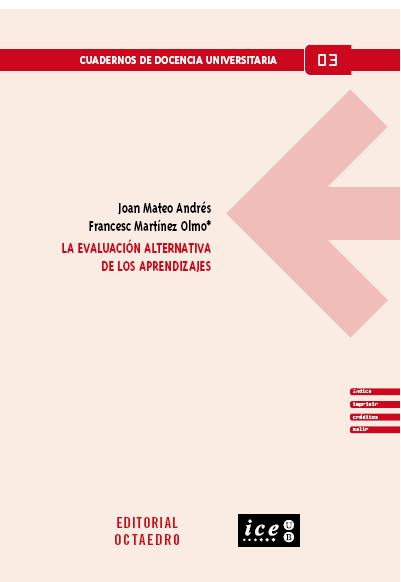 CUADERNOS DE DOCENCIA UNIVERSITARIA
03
Joan Mateo Andrés
Francesc Martínez Olmo*
LA EVALUACIÓN ALTERNATIVA
DE LOS APRENDIZAJES
índice
imprimir
créditos
salir
EDITORIAL
OCTAEDRO
ice UB